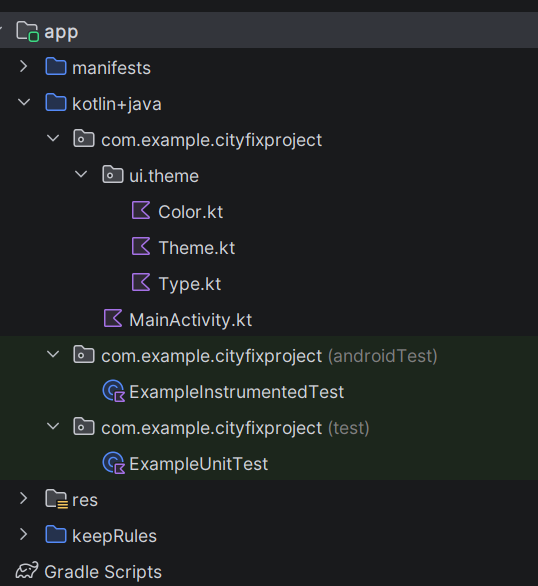 app
manifests
kotlin+java
com.example.cityfixproject
ui.theme
Color.kt
Theme.kt
Type.kt
MainActivity.kt
com.example.cityfixproject (androidTest)
ExampleInstrumentedTest
com.example.cityfixproject (test)
ExampleUnitTest
res
keepRules
Gradle Scripts